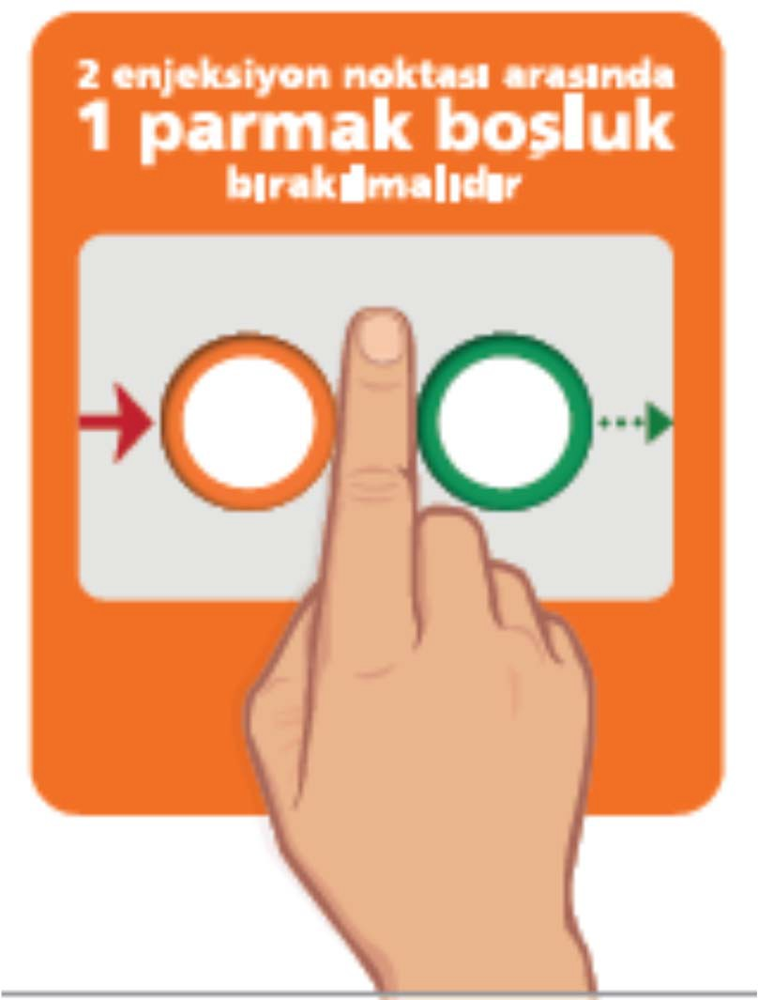 2 enjeksiyon noktası arasında
1 parmak boşluk
bırakılmalıdır